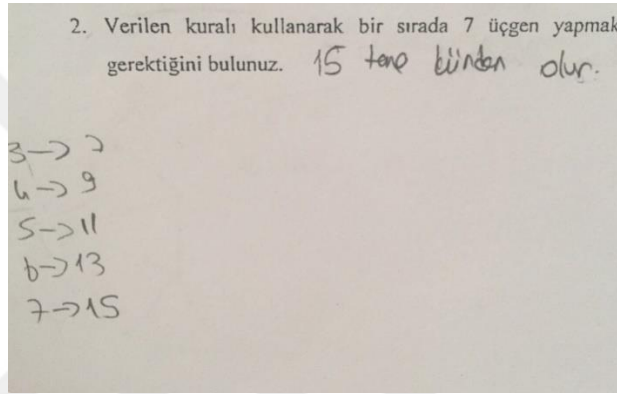 2. Verilen kuralı kullanarak bir sırada 7 üçgen yapmak
gerektiğini bulunuz. 15 tane
olur.
3->7
4->9
5->11
6->13
7->15